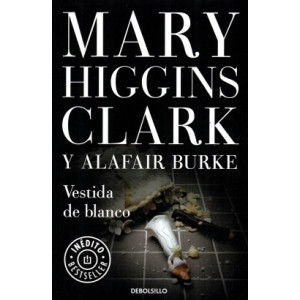 MARY
HIGGINS
CLARK
Y ALAFAIR BURKE
Vestida
de blanco
INÉDITO
BESTSELLER
DEBOLSILLO